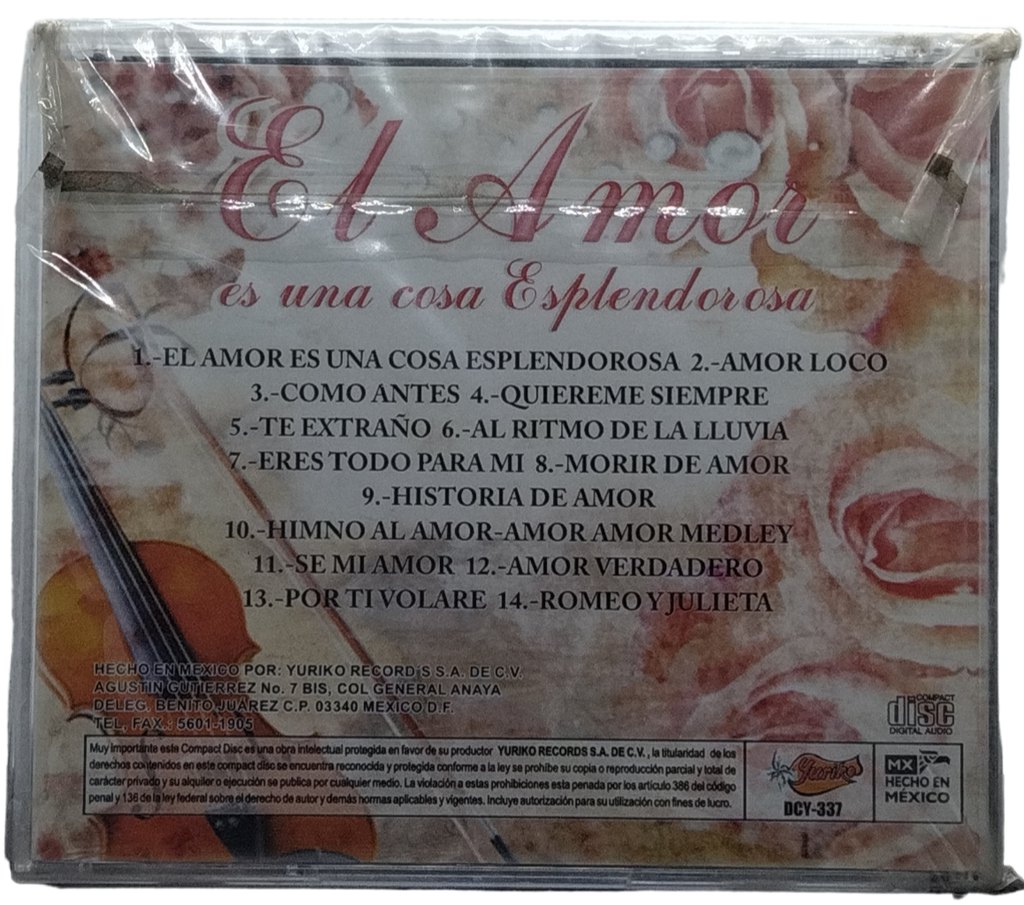 El Amor
es una cosa Esplendorosa
1.-EL AMOR ES UNA COSA ESPLENDOROSA 2.-AMOR LOCO
3.-COMO ANTES 4.-QUIEREME SIEMPRE
5.-TE EXTRAÑO 6.-AL RITMO DE LA LLUVIA
7.-ERES TODO PARA MI 8.-MORIR DE AMOR
9.-HISTORIA DE AMOR
10.-HIMNO AL AMOR-AMOR AMOR MEDLEY
11.-SE MI AMOR 12.-AMOR VERDADERO
13.-POR TI VOLARE 14.-ROMEO Y JULIETA
HECHO EN MEXICO POR: YURIKO RECORD´S S.A. DE C.V.
AGUSTIN GUTIERREZ No. 7 BIS, COL GENERAL ANAYA
DELEG. BENITO JUAREZ C.P. 03340 MEXICO D.F.
TEL, FAX.: 5601-1905
COMPACT
disc
DIGITAL AUDIO
Muy Importante este Compact Disc es una obra intelectual protegida en favor de su productor YURIKO RECORDS S.A. DE C.V. , la titularidad de los
derechos contenidos en este compact disc se encuentra reconocida y protegida conforme a la ley se prohibe su copia o reproducción parcial y total de
carácter privado y su alquiler o ejecución se publica por cualquier medio. La violación a estas prohibiciones esta penada por los artículo 386 del código
penal y 136 de la ley federal sobre el derecho de autor y demás normas aplicables y vigentes. Incluye autorización para su utilización con fines de lucro.
Yuriko
DCY-337
MX
HECHO EN
MÉXICO